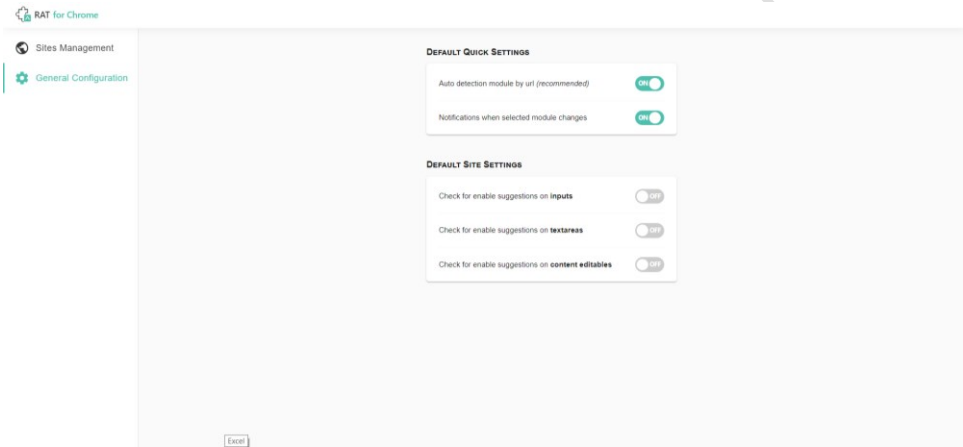 RAT for Chrome
Sites Management
General Configuration
DEFAULT QUICK SETTINGS
Auto detection module by url (recommended) ON
Notifications when selected module changes ON
DEFAULT SITE SETTINGS
Check for enable suggestions on inputs OFF
Check for enable suggestions on textareas OFF
Check for enable suggestions on content editables OFF
Excel